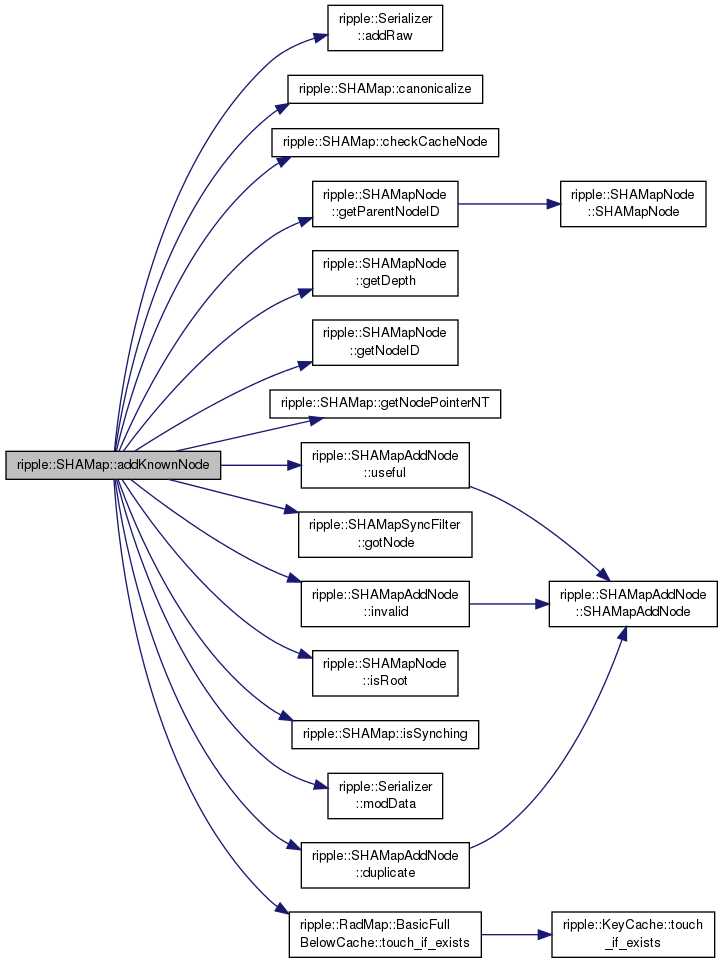 ripple::Serializer
::addRaw
ripple::SHAMap::canonicalize
ripple::SHAMap::checkCacheNode
ripple::SHAMapNode
::getParentNodeID
ripple::SHAMapNode
::SHAMapNode
ripple::SHAMapNode
::getDepth
ripple::SHAMapNode
::getNodeID
ripple::SHAMap::getNodePointerNT
ripple::SHAMap::addKnownNode
ripple::SHAMapAddNode
::useful
ripple::SHAMapSyncFilter
::gotNode
ripple::SHAMapAddNode
::invalid
ripple::SHAMapAddNode
::SHAMapAddNode
ripple::SHAMapNode
::isRoot
ripple::SHAMap::isSynching
ripple::Serializer
::modData
ripple::SHAMapAddNode
::duplicate
ripple::RadMap::BasicFull
BelowCache::touch_if_exists
ripple::KeyCache::touch
_if_exists